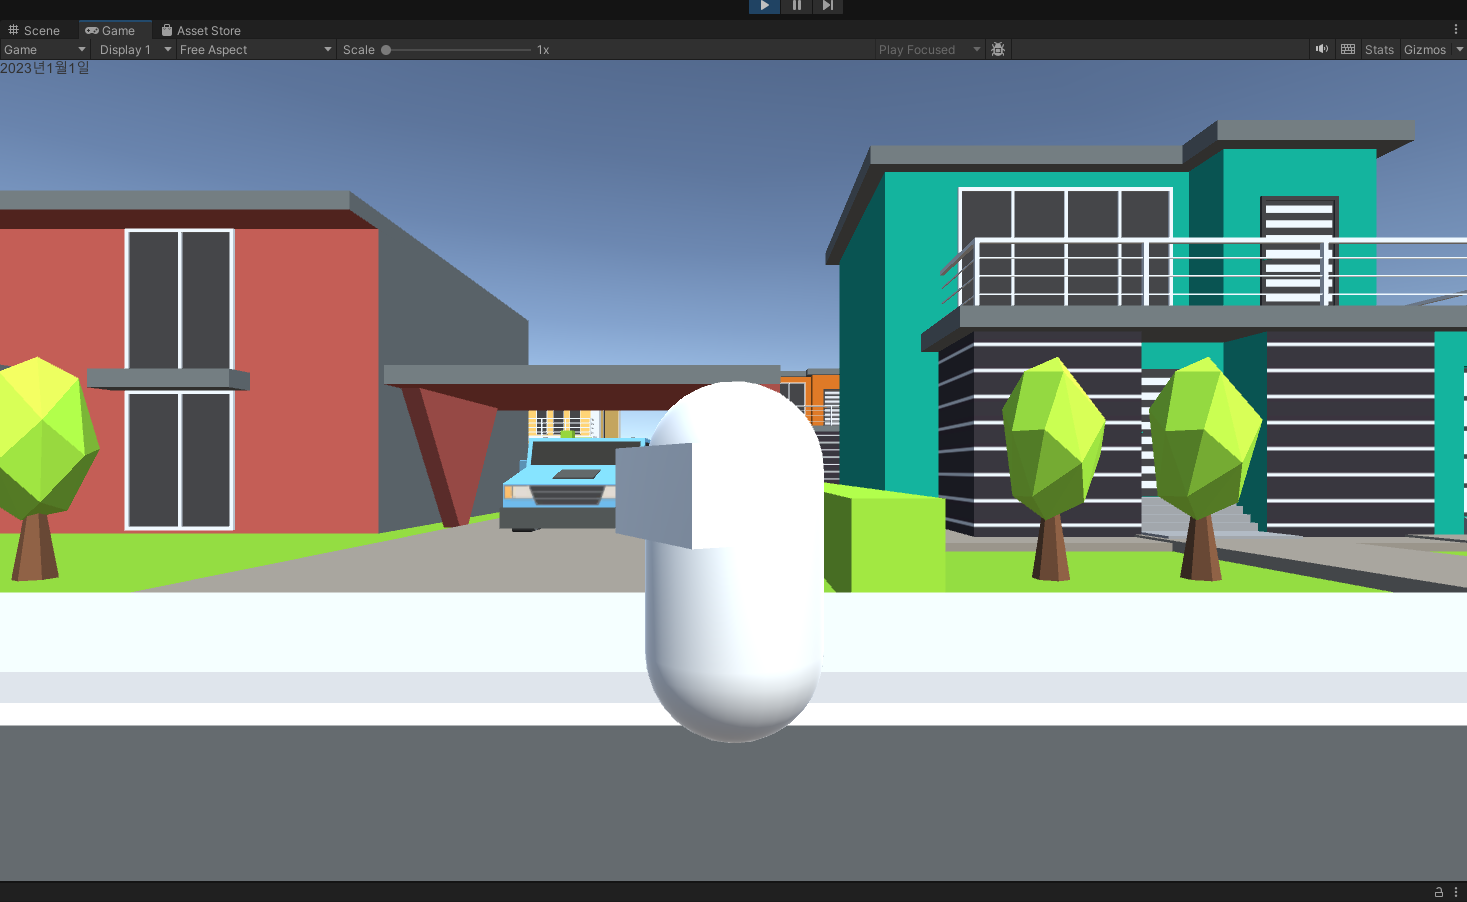 Scene Game Asset Store
Game Display 1 Free Aspect Scale 1x Play Focused Stats Gizmos
2023년1월1일